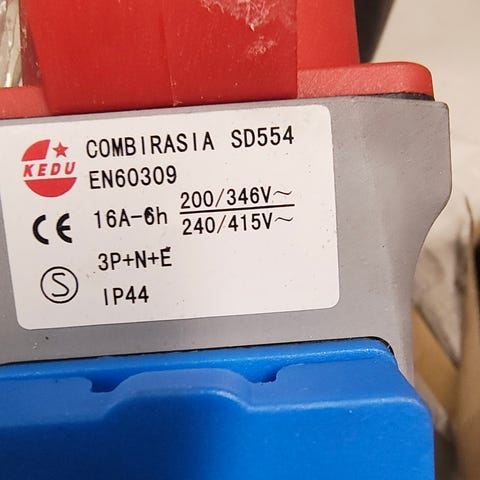 KEDU
COMBIRASIA SD554
EN60309
CE
16A-6h 200/346V~
240/415V~
3P+N+E
S
IP44